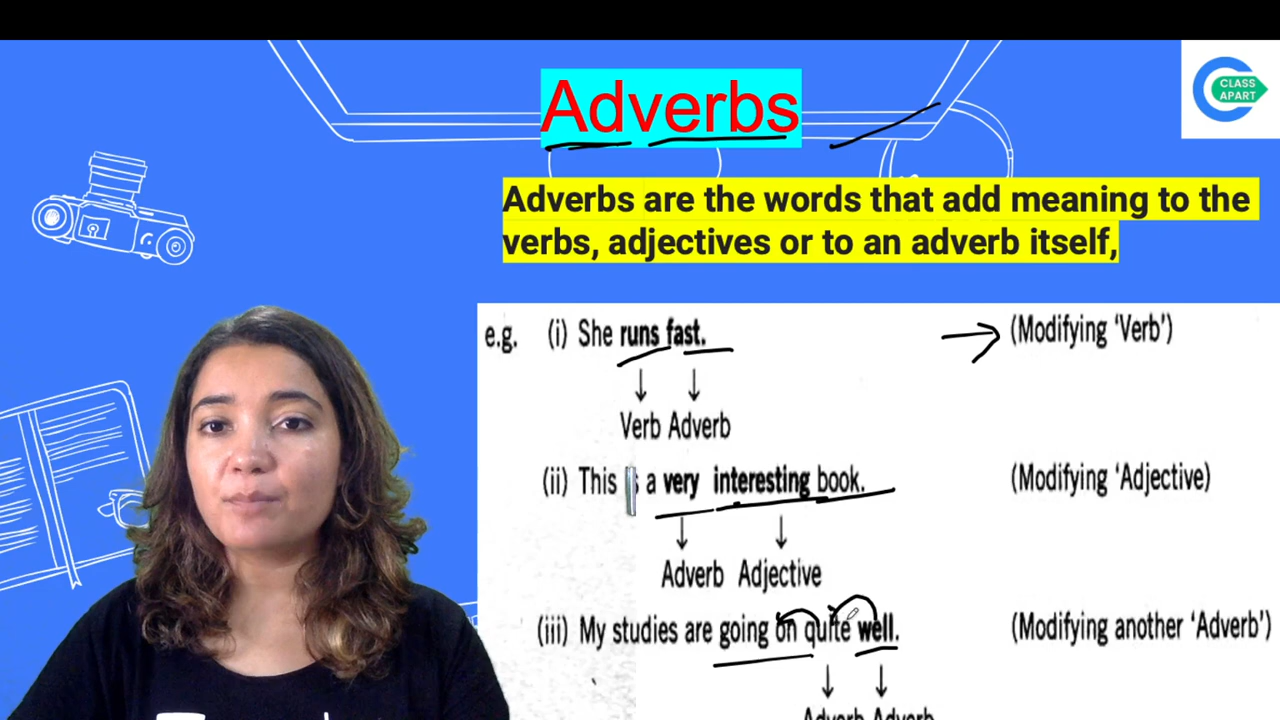 CLASS
APART
Adverbs
Adverbs are the words that add meaning to the
verbs, adjectives or to an adverb itself,
e.g. (i) She runs fast. (Modifying ‘Verb’)
Verb Adverb
(ii) This is a very interesting book. (Modifying ‘Adjective)
Adverb Adjective
(iii) My studies are going on quite well. (Modifying another ‘Adverb’)
Adverb Adverb